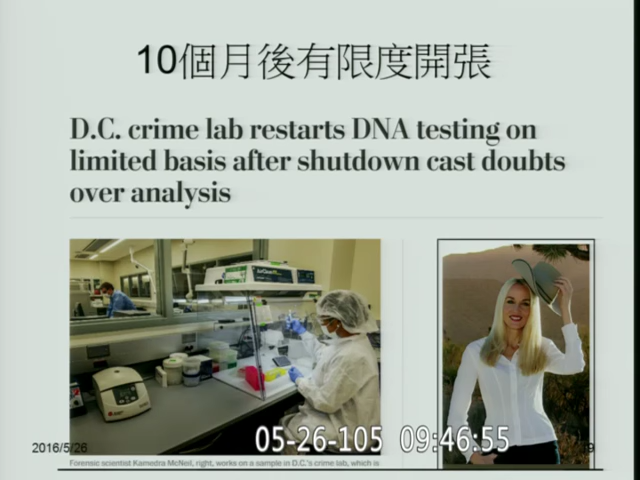 10個月後有限度開張
D.C. crime lab restarts DNA testing on
limited basis after shutdown cast doubts
over analysis
2016/5/26
05-26-105 09:46:55
9
Forensic scientist Kamedra McNeil, right, works on a sample in D.C.'s crime lab, which is